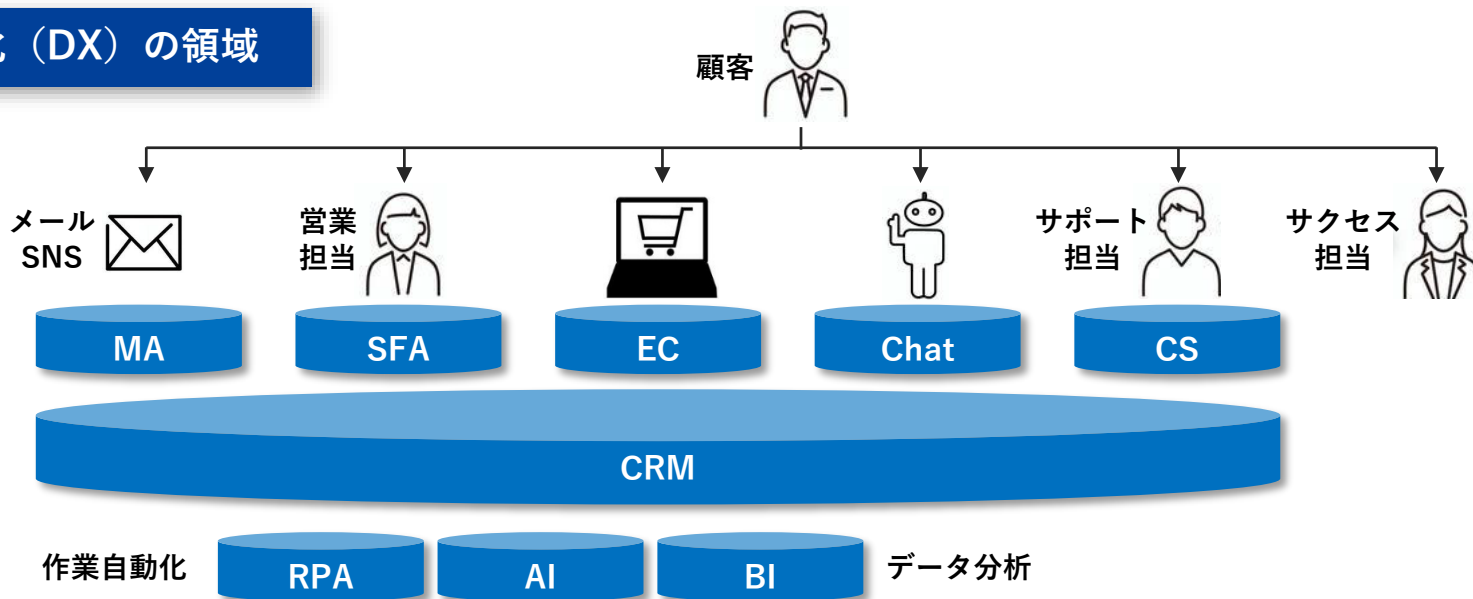 （DX）の領域
顧客
メール
SNS
営業
担当
サポート
担当
サクセス
担当
MA
SFA
EC
Chat
CS
CRM
作業自動化
RPA
AI
BI
データ分析